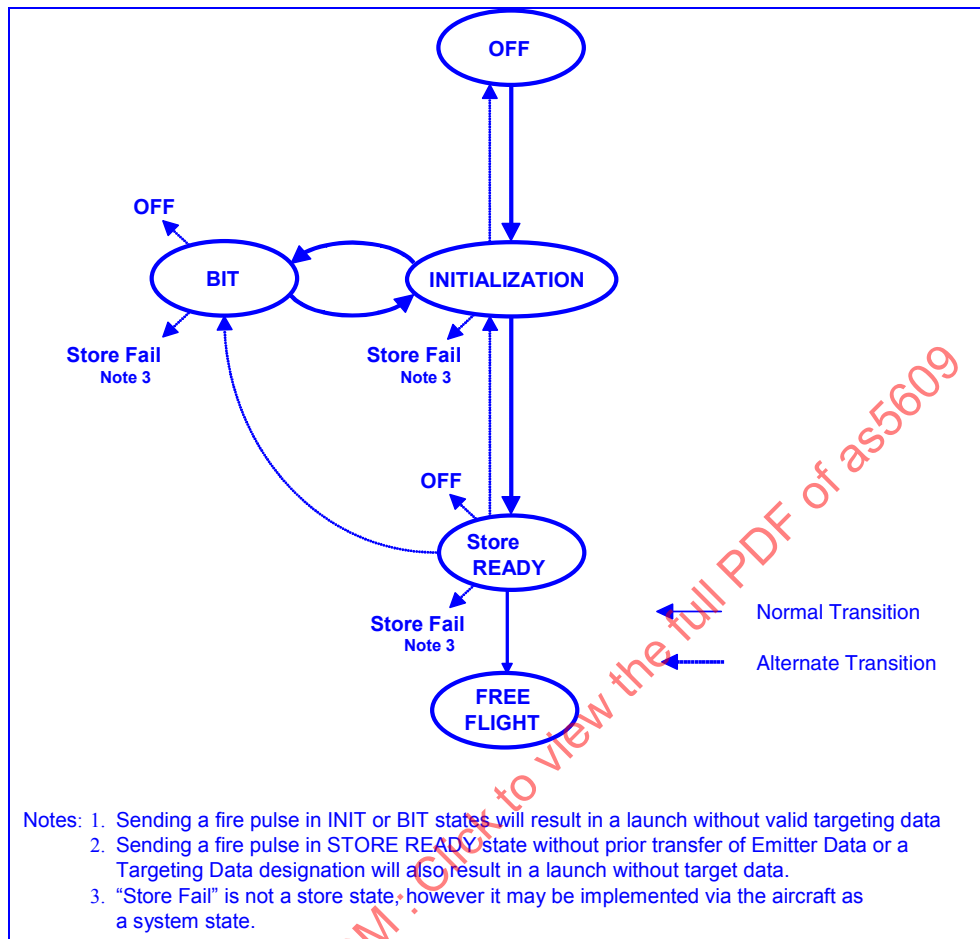 OFF
OFF
BIT
INITIALIZATION
Store Fail
Note 3
Store Fail
Note 3
OFF
Store
READY
Store Fail
Note 3
Normal Transition
Alternate Transition
FREE
FLIGHT
Notes: 1. Sending a fire pulse in INIT or BIT states will result in a launch without valid targeting data
2. Sending a fire pulse in STORE READY state without prior transfer of Emitter Data or a
Targeting Data designation will also result in a launch without target data.
3. “Store Fail” is not a store state, however it may be implemented via the aircraft as
a system state.
M : Click to view the full PDF of as5609